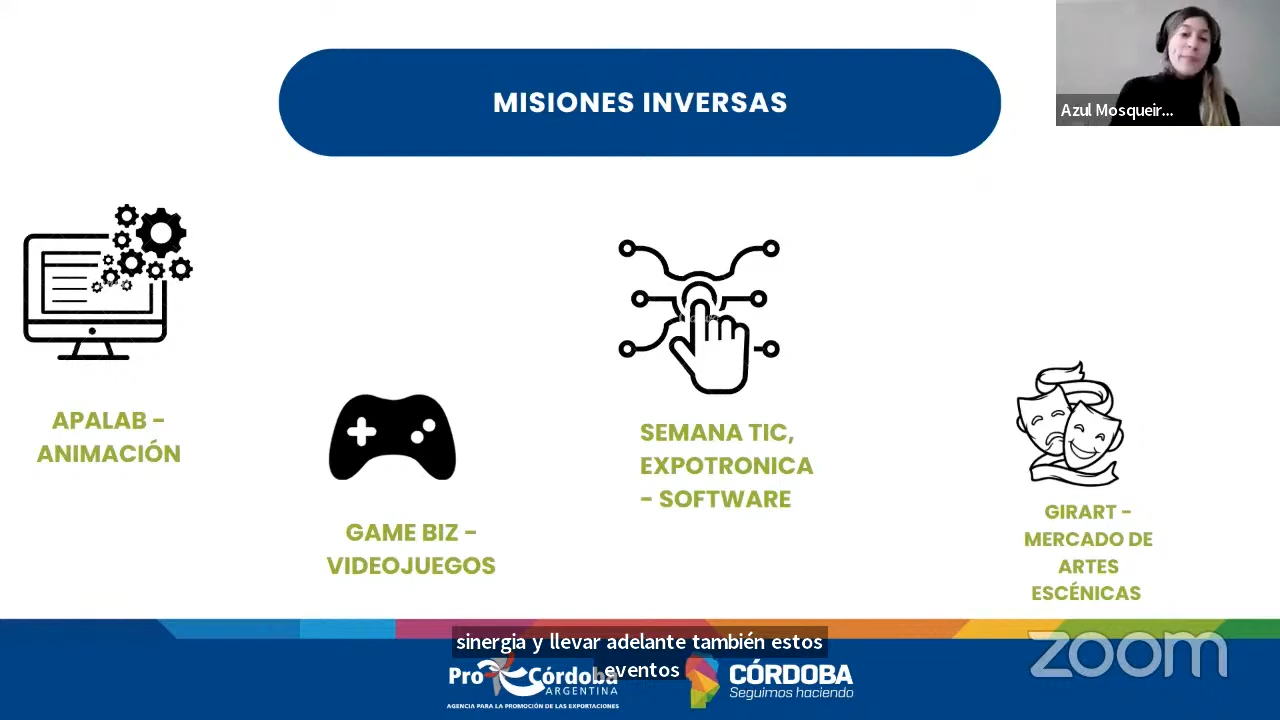 MISIONES INVERSAS
Azul Mosqueir...
APALAB -
ANIMACIÓN
GAME BIZ -
VIDEOJUEGOS
SEMANA TIC,
EXPOTRONICA
- SOFTWARE
GIRART -
MERCADO DE
ARTES
ESCÉNICAS
sinergia y llevar adelante también estos
eventos
zoom
Pro Córdoba
ARGENTINA
AGENCIA PARA LA PROMOCIÓN DE LAS EXPORTACIONES
CÓRDOBA
Seguimos haciendo